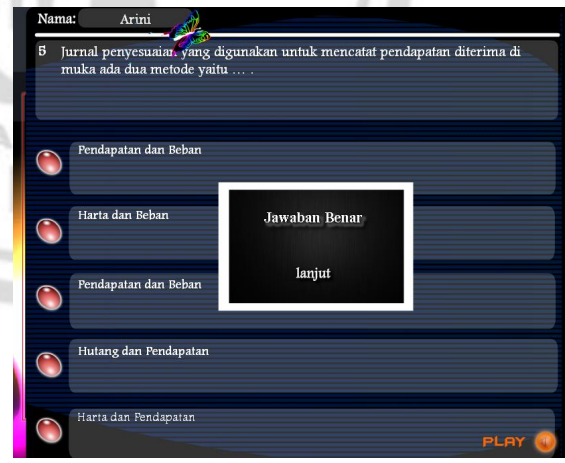 Nama: Arini
5 Jurnal penyesuaian yang digunakan untuk mencatat pendapatan diterima di
muka ada dua metode yaitu ... .
Pendapatan dan Beban
Harta dan Beban
Jawaban Benar
lanjut
Pendapatan dan Beban
Hutang dan Pendapatan
Harta dan Pendapatan
PLAY